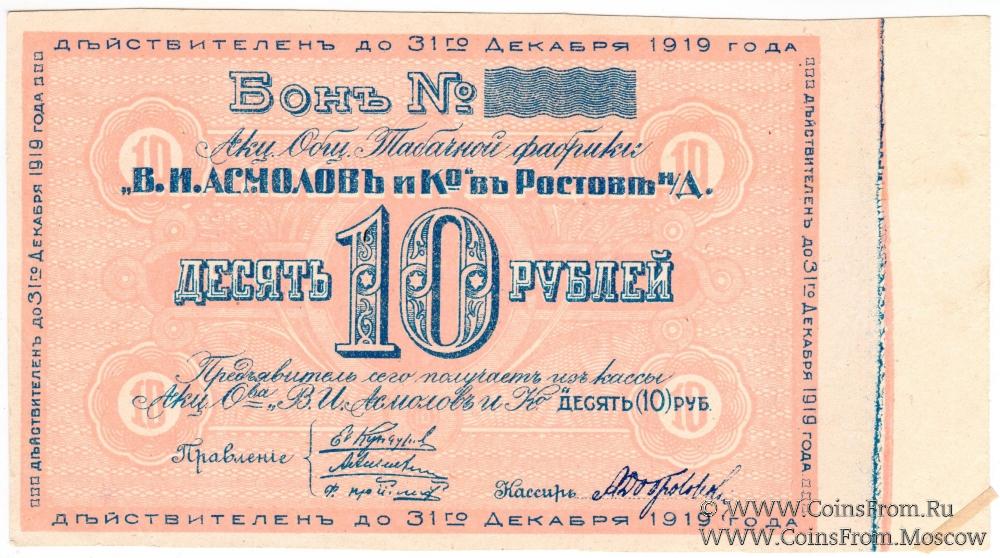 Дѣйствителенъ до 31го Декабря 1919 года
Бонъ №
Акц. Общ. Табачной фабрики:
„В. И. Асмоловъ и Ко“ въ Ростовѣ н/Д.
10
10
ДЕСЯТЬ 10 РУБЛЕЙ
Предъявитель сего получаетъ изъ кассы
Акц. О-ва „В. И. Асмоловъ и Ко“ ДЕСЯТЬ (10) РУБ.
10
10
Правленіе
Кассиръ
Дѣйствителенъ до 31го Декабря 1919 года
Дѣйствителенъ до 31го Декабря 1919 года
Дѣйствителенъ до 31го Декабря 1919 года
© www.CoinsFrom.Ru
www.CoinsFrom.Moscow